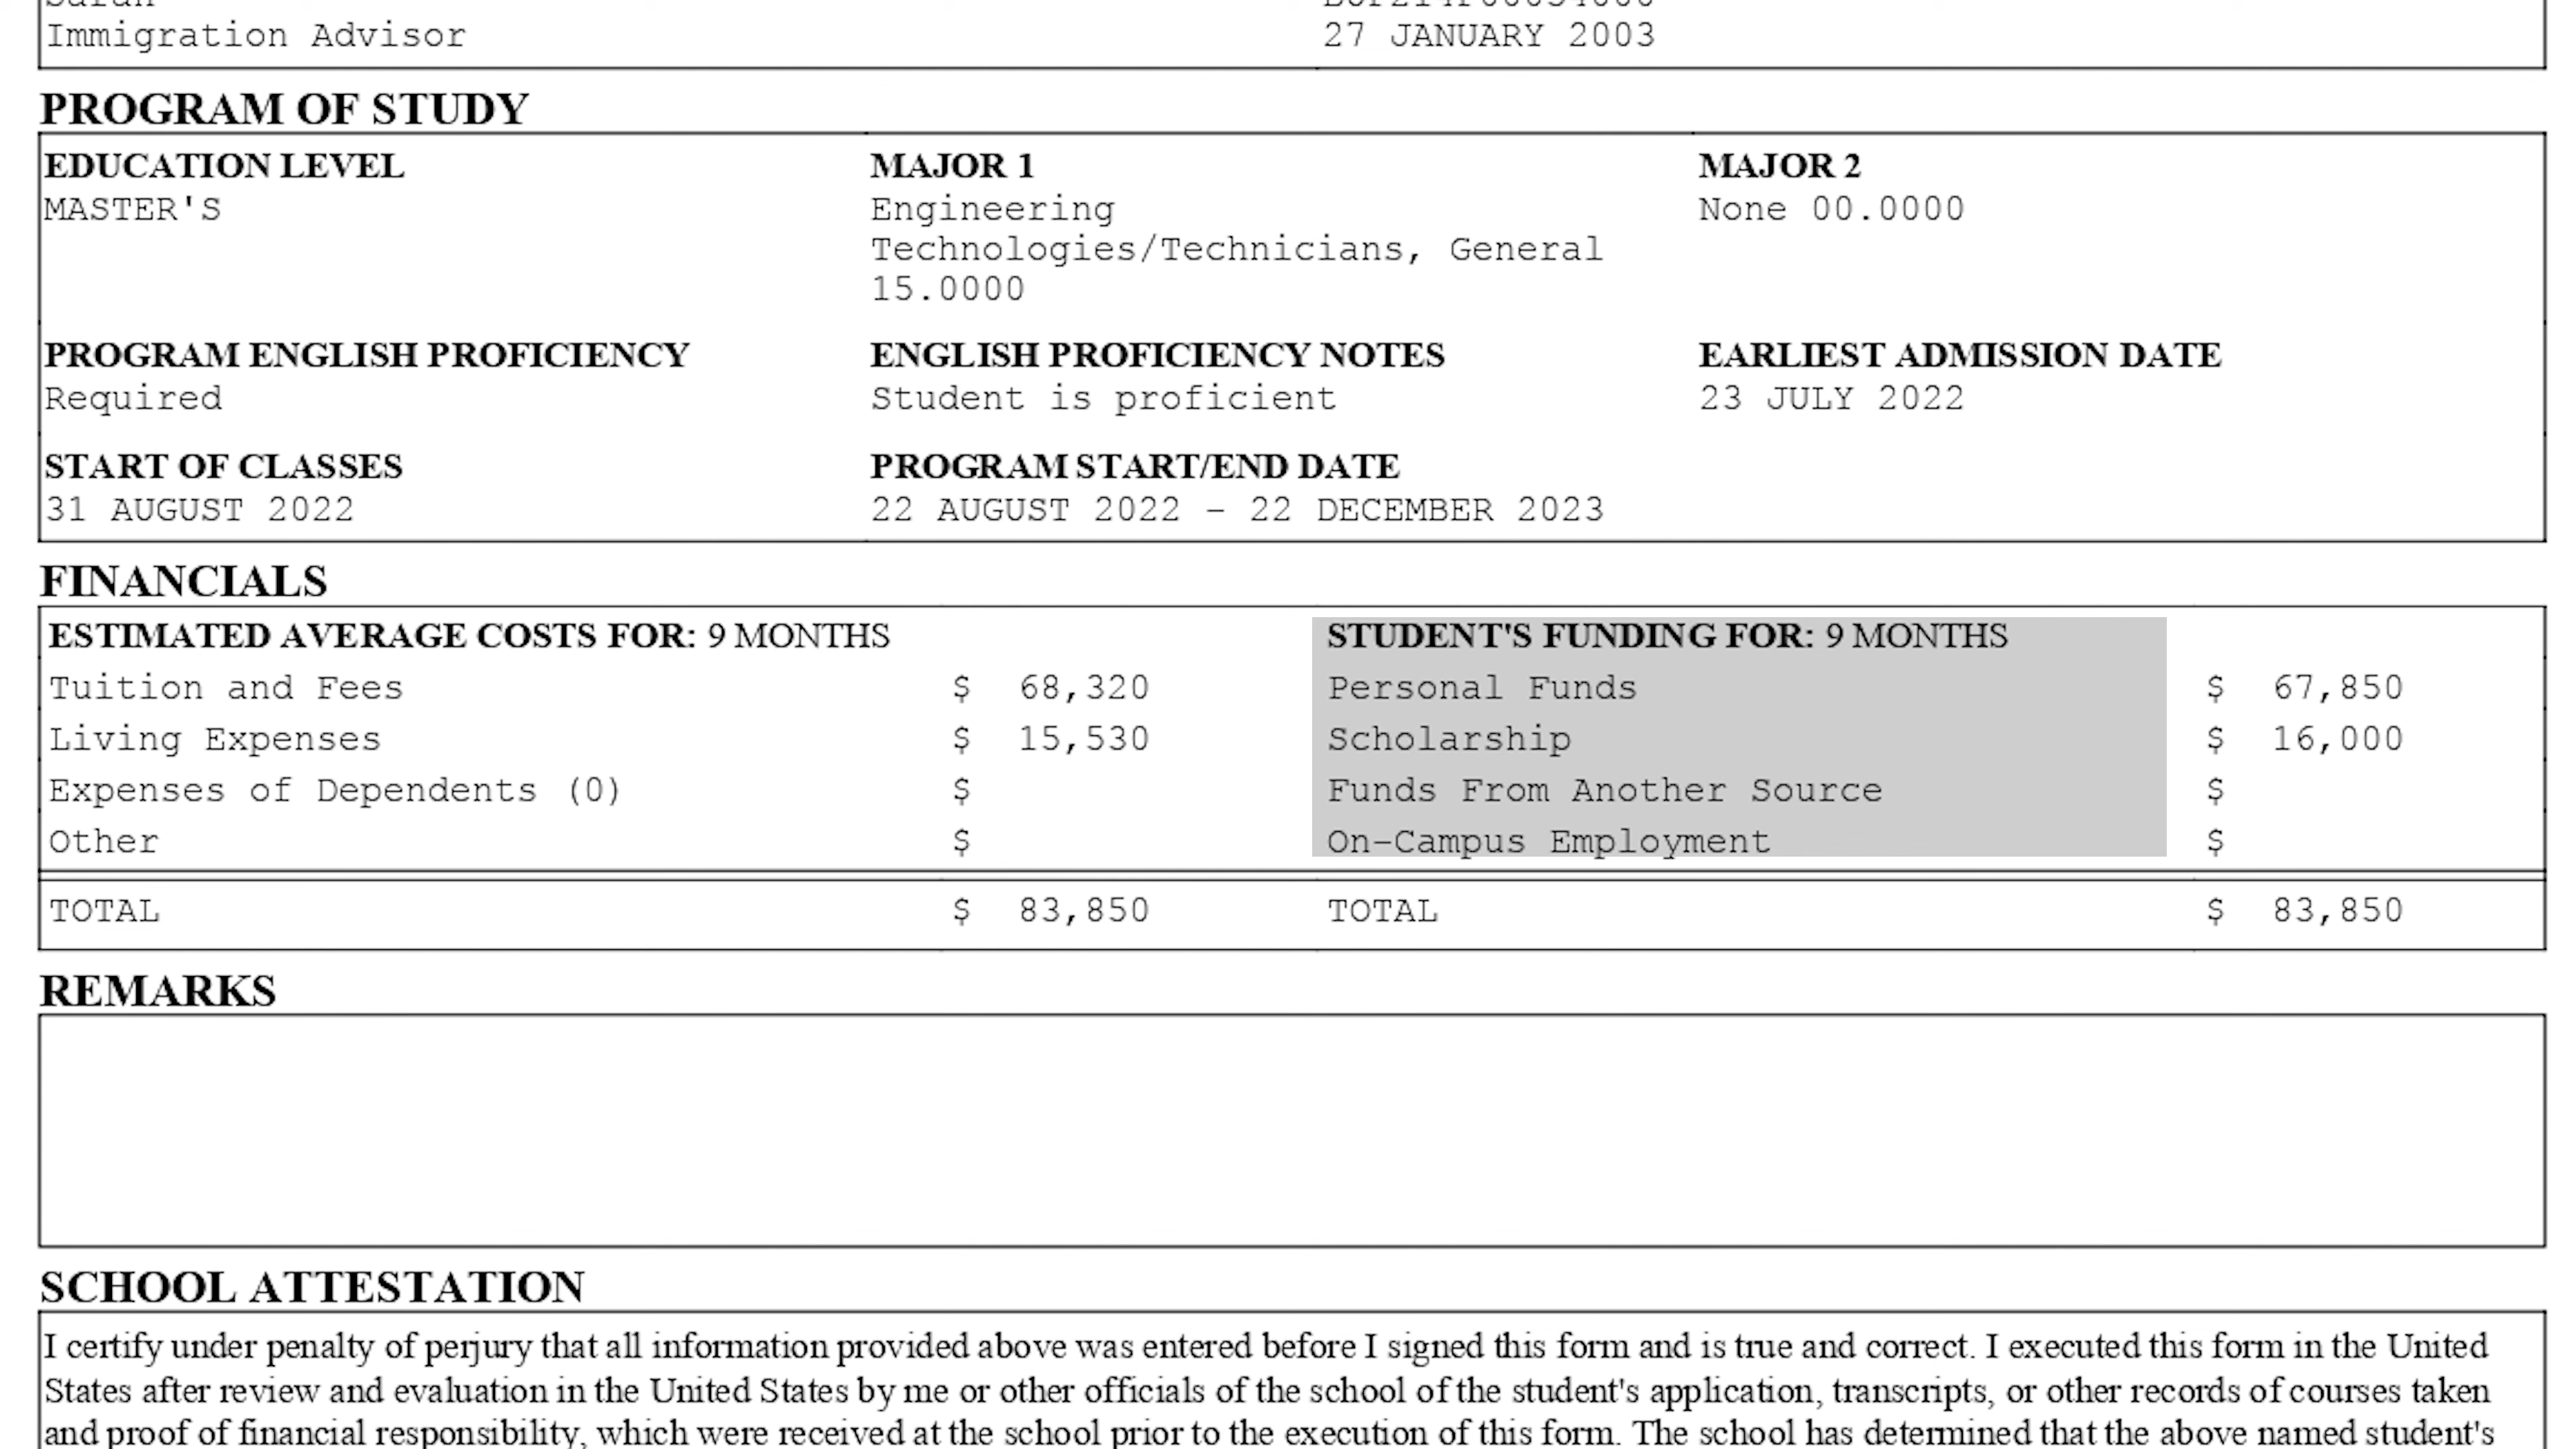 Immigration Advisor
27 JANUARY 2003
PROGRAM OF STUDY
EDUCATION LEVEL
MASTER'S
MAJOR 1
Engineering
Technologies/Technicians, General
15.0000
MAJOR 2
None 00.0000
PROGRAM ENGLISH PROFICIENCY
Required
ENGLISH PROFICIENCY NOTES
Student is proficient
EARLIEST ADMISSION DATE
23 JULY 2022
START OF CLASSES
31 AUGUST 2022
PROGRAM START/END DATE
22 AUGUST 2022 - 22 DECEMBER 2023
FINANCIALS
ESTIMATED AVERAGE COSTS FOR: 9 MONTHS
Tuition and Fees $ 68,320
Living Expenses $ 15,530
Expenses of Dependents (0) $
Other $
TOTAL $ 83,850
STUDENT'S FUNDING FOR: 9 MONTHS
Personal Funds $ 67,850
Scholarship $ 16,000
Funds From Another Source $
On-Campus Employment $
TOTAL $ 83,850
REMARKS
SCHOOL ATTESTATION
I certify under penalty of perjury that all information provided above was entered before I signed this form and is true and correct. I executed this form in the United
States after review and evaluation in the United States by me or other officials of the school of the student's application, transcripts, or other records of courses taken
and proof of financial responsibility, which were received at the school prior to the execution of this form. The school has determined that the above named student's